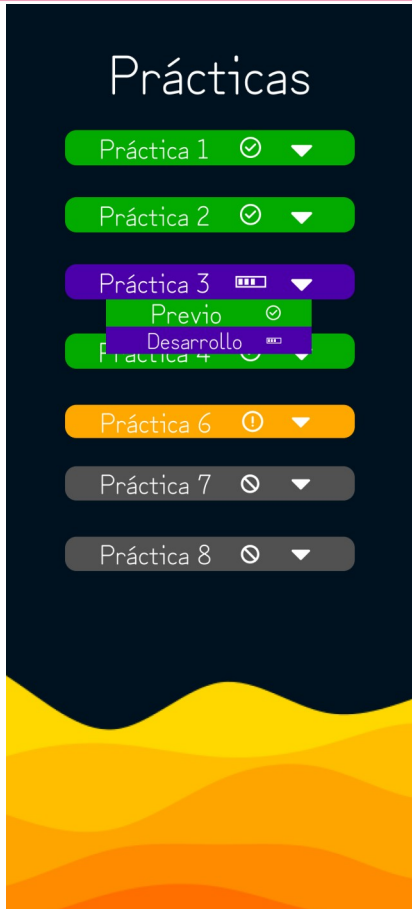 Prácticas
Práctica 1
Práctica 2
Práctica 3
Previo
Desarrollo
Práctica 4
Práctica 6
Práctica 7
Práctica 8